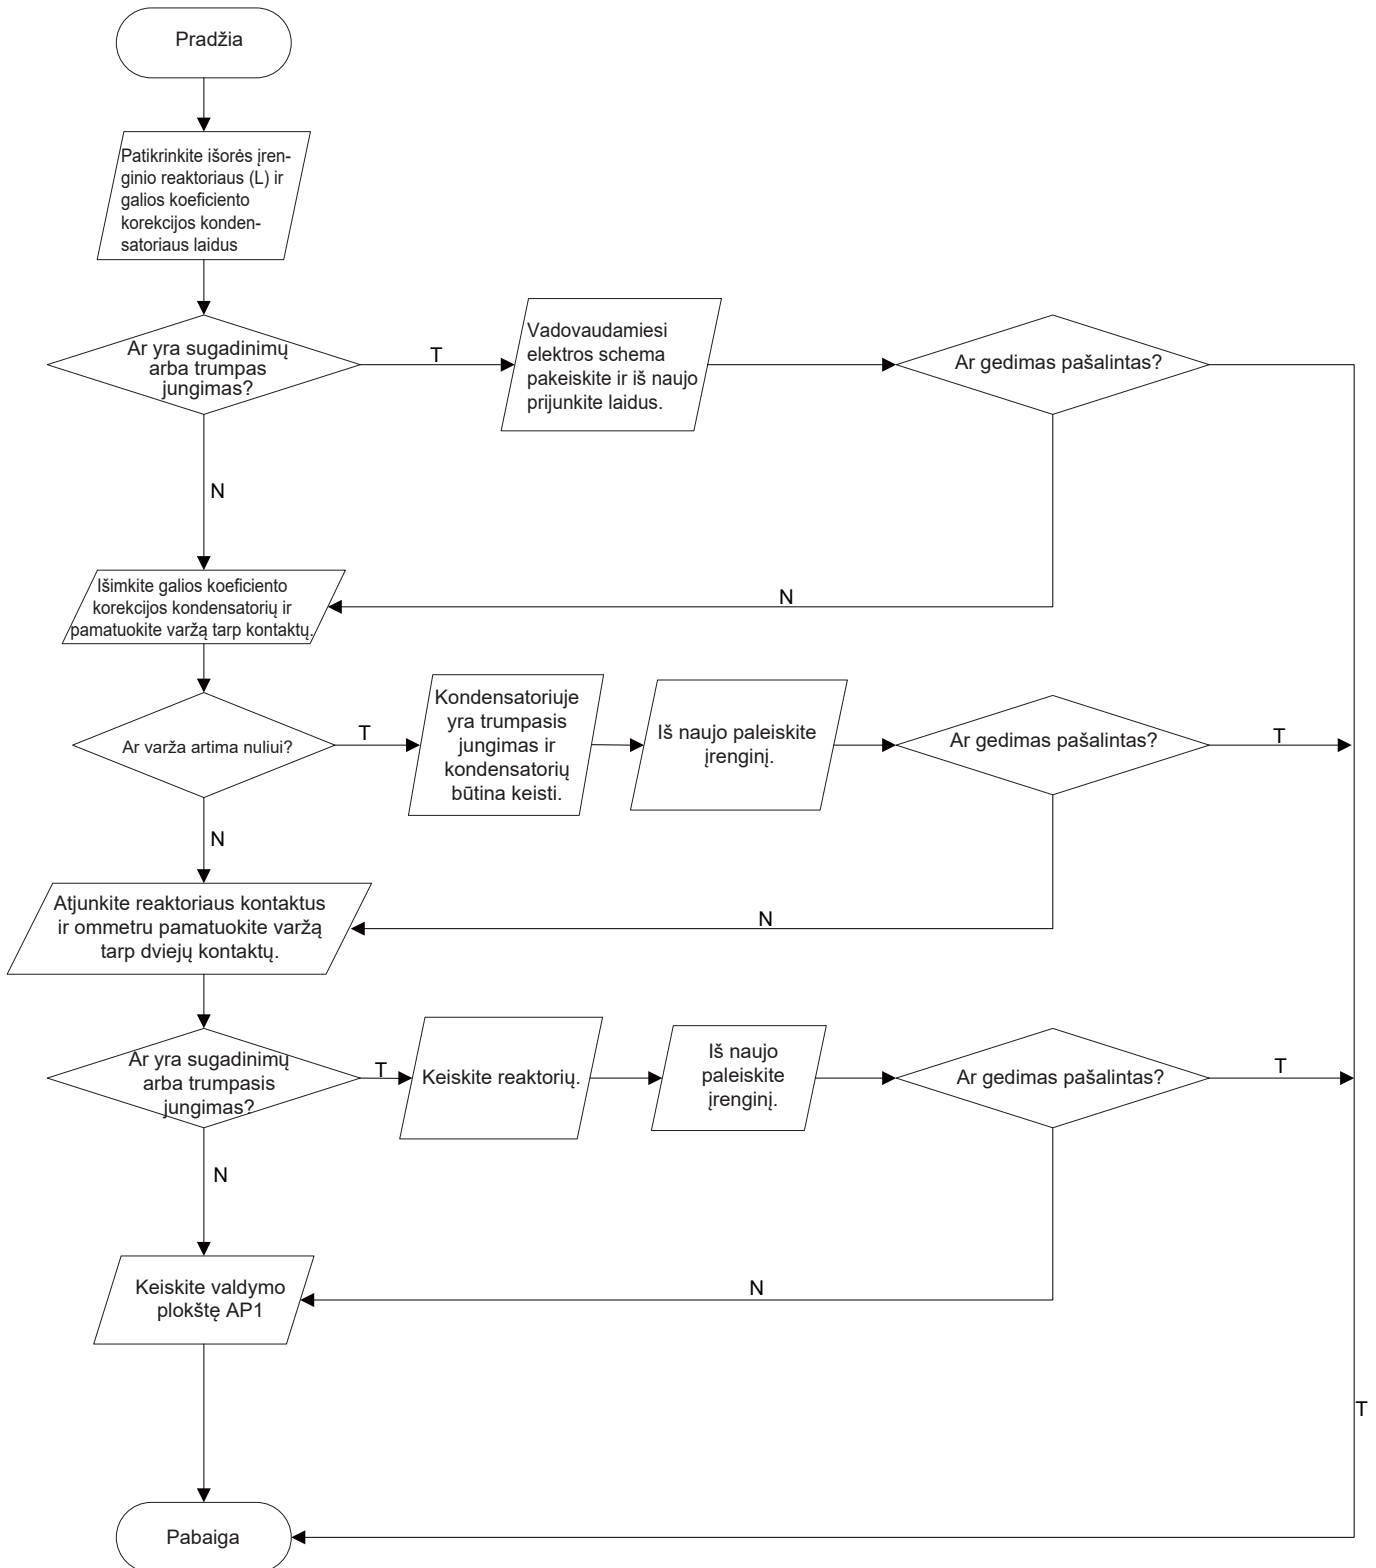 Pradžia
Patikrinkite išorės įren-
ginio reaktoriaus (L) ir
galios koeficiento
korekcijos konden-
satoriaus laidus
Ar yra sugadinimų
arba trumpas
jungimas?
T
Vadovaudamiesi
elektros schema
pakeiskite ir iš naujo
prijunkite laidus.
Ar gedimas pašalintas?
N
N
Išimkite galios koeficiento
korekcijos kondensatorių ir
pamatuokite varžą tarp kontaktų.
Ar varža artima nuliui?
T
Kondensatoriuje
yra trumpasis
jungimas ir
kondensatorių
būtina keisti.
Iš naujo paleiskite
įrenginį.
Ar gedimas pašalintas?
T
N
N
Atjunkite reaktoriaus kontaktus
ir ommetru pamatuokite varžą
tarp dviejų kontaktų.
Ar yra sugadinimų
arba trumpasis
jungimas?
T
Keiskite reaktorių.
Iš naujo
paleiskite
įrenginį.
Ar gedimas pašalintas?
T
N
N
Keiskite valdymo
plokštę AP1
T
Pabaiga